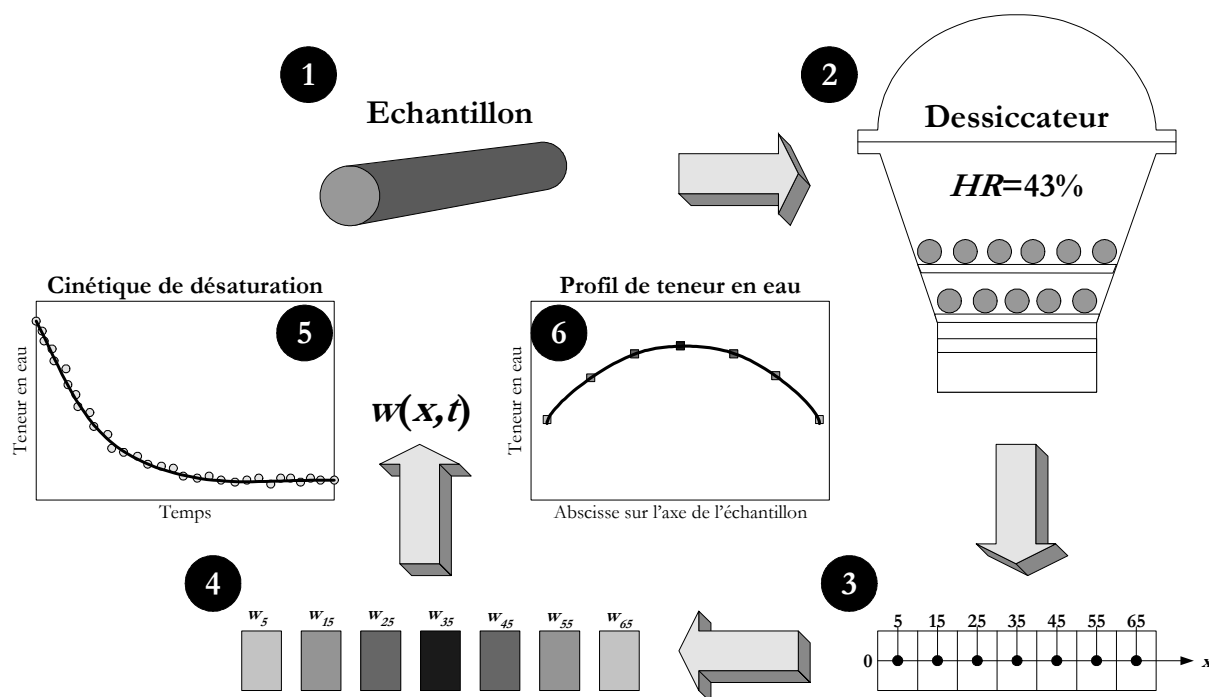 1
Echantillon
2
Dessiccateur
HR=43%
Cinétique de désaturation
5
Teneur en eau
Temps
Profil de teneur en eau
6
Teneur en eau
Abscisse sur l'axe de l'échantillon
w(x,t)
4
w5 w15 w25 w35 w45 w55 w65
3
5 15 25 35 45 55 65
0 x